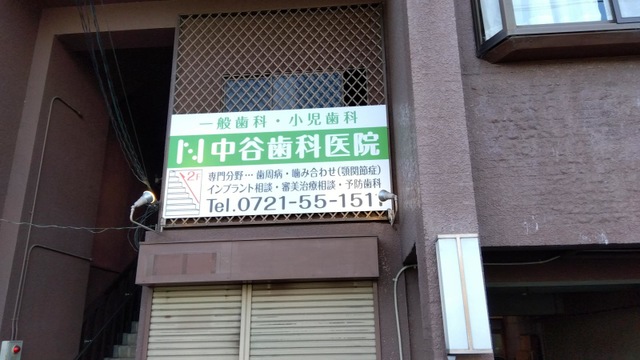 一般歯科・小児歯科
中谷歯科医院
2F
専門分野…歯周病・噛み合わせ(顎関節症)
インプラント相談・審美治療相談・予防歯科
Tel.0721-55-151